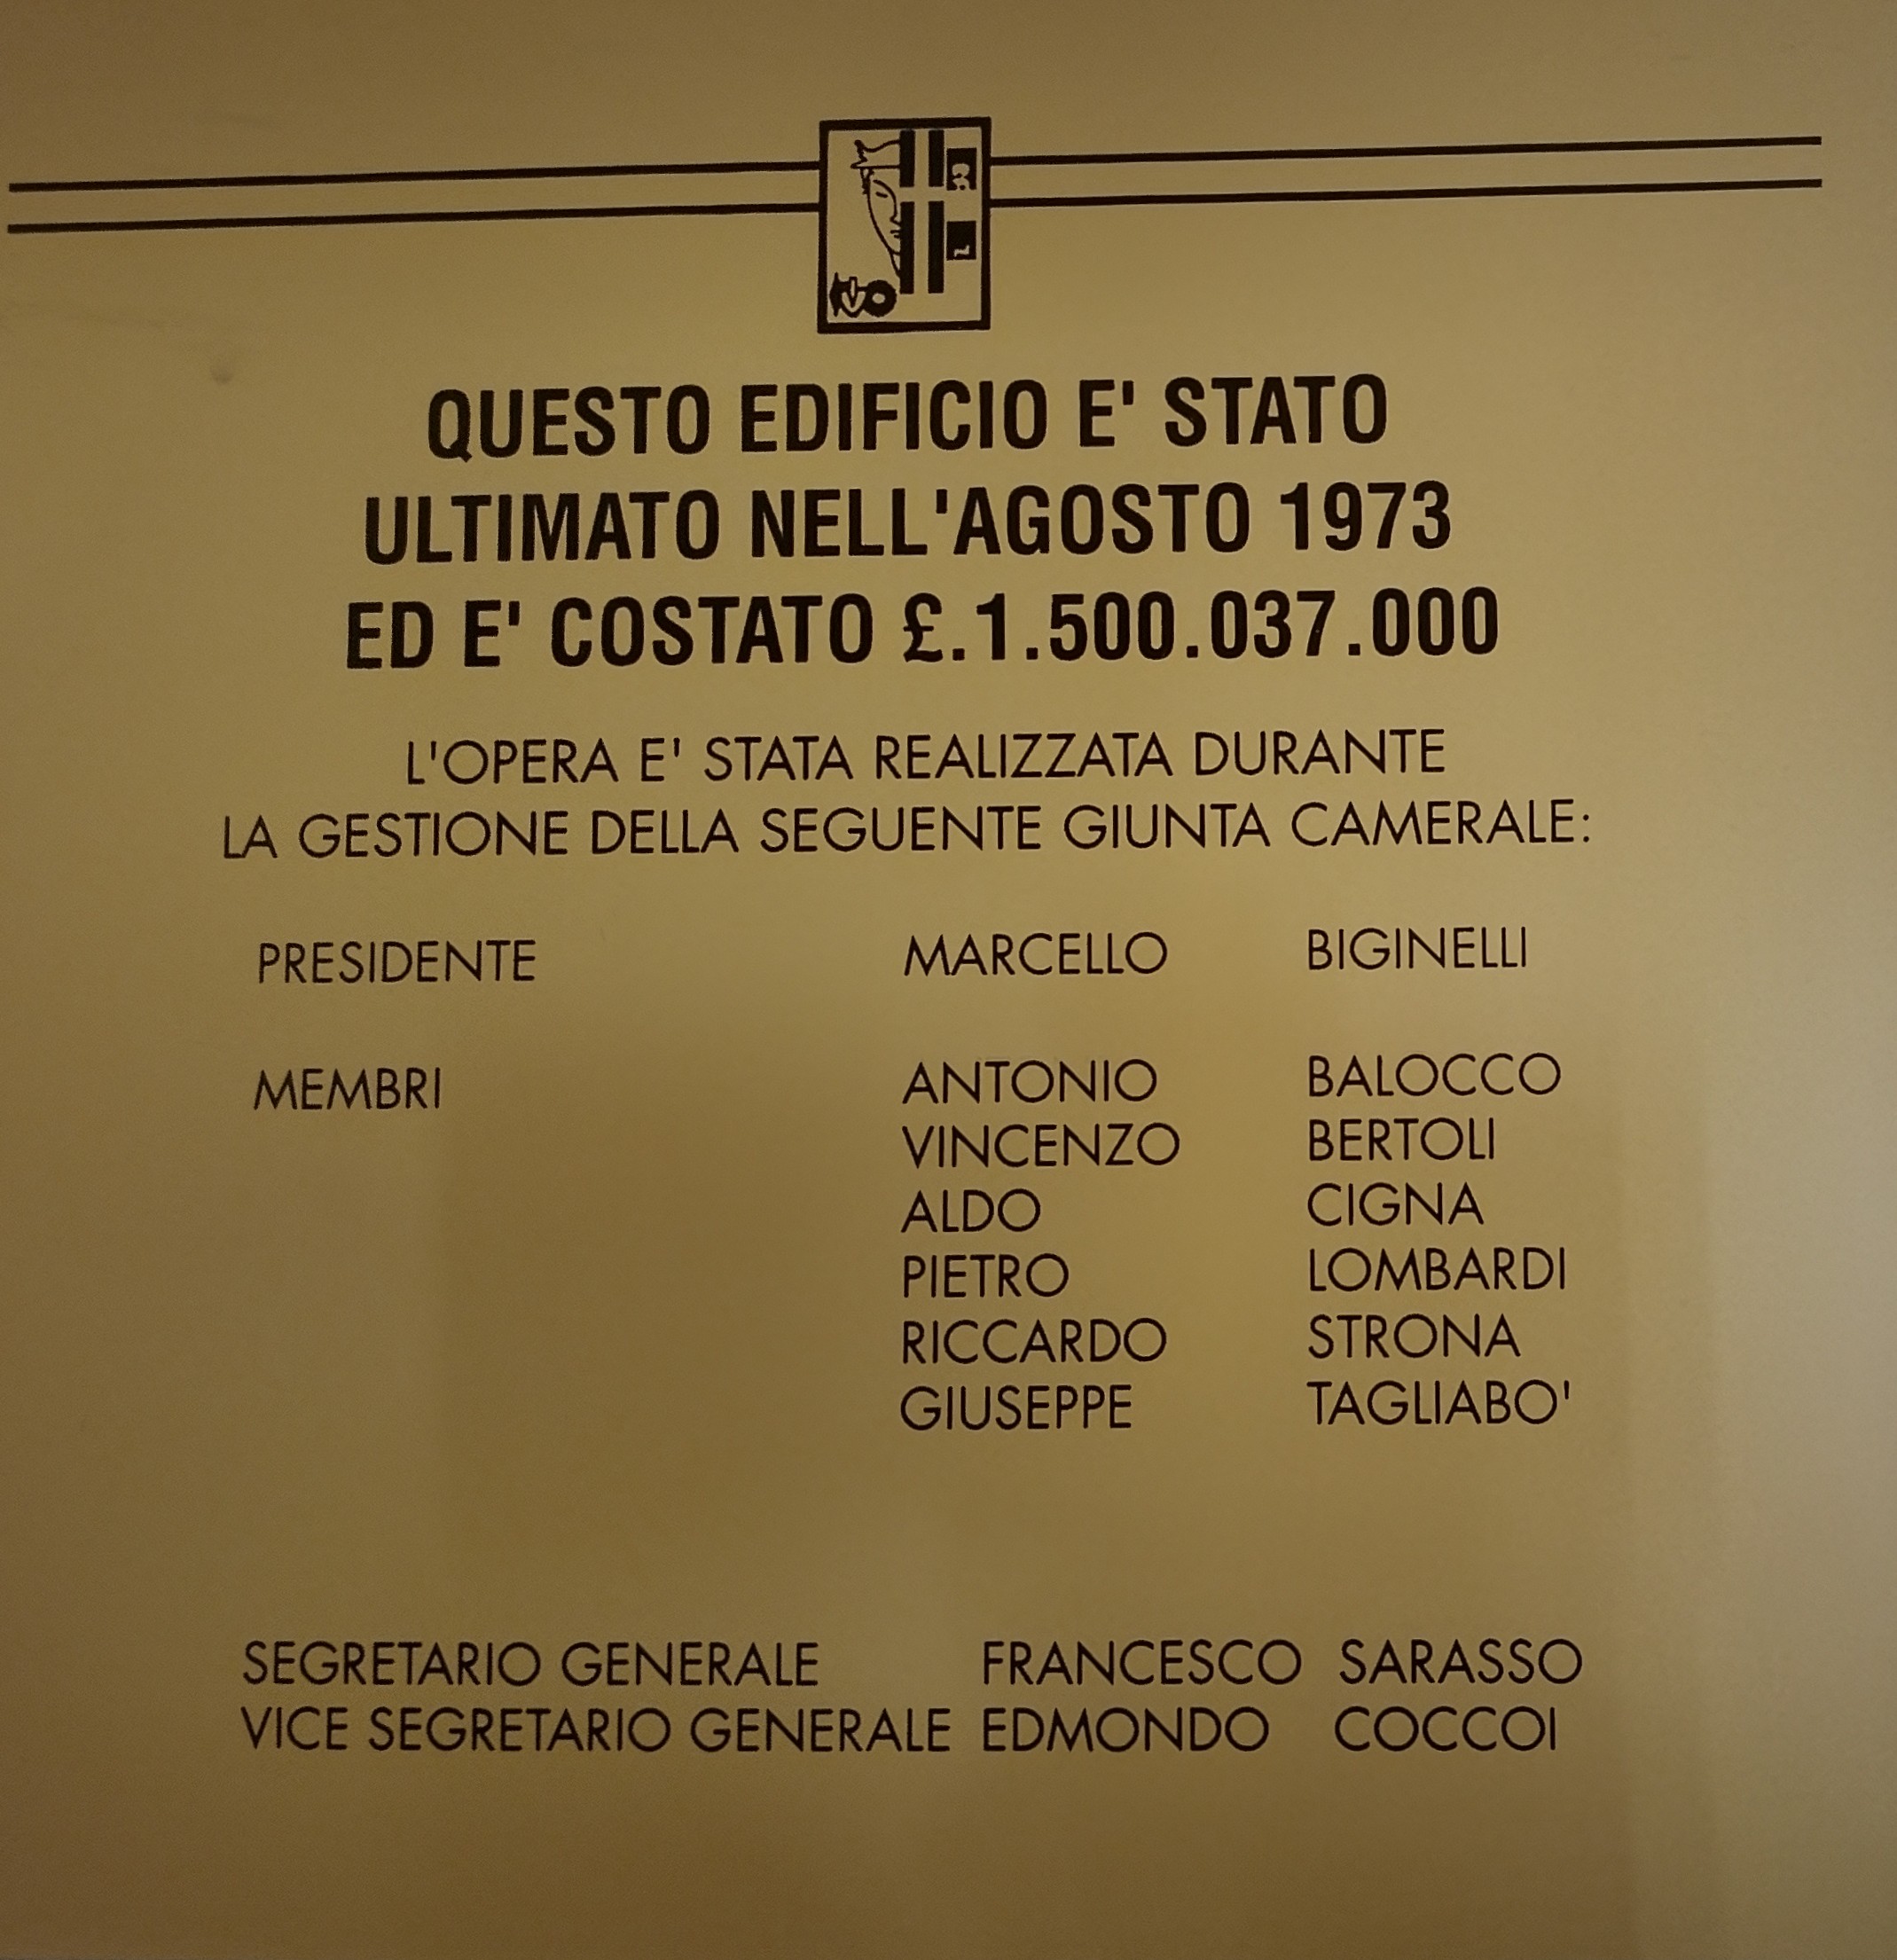 QUESTO EDIFICIO E' STATO
ULTIMATO NELL'AGOSTO 1973
ED E' COSTATO £.1.500.037.000
L'OPERA E' STATA REALIZZATA DURANTE
LA GESTIONE DELLA SEGUENTE GIUNTA CAMERALE:
PRESIDENTE MARCELLO BIGINELLI
MEMBRI ANTONIO BALOCCO
VINCENZO BERTOLI
ALDO CIGNA
PIETRO LOMBARDI
RICCARDO STRONA
GIUSEPPE TAGLIABO'
SEGRETARIO GENERALE FRANCESCO SARASSO
VICE SEGRETARIO GENERALE EDMONDO COCCOI